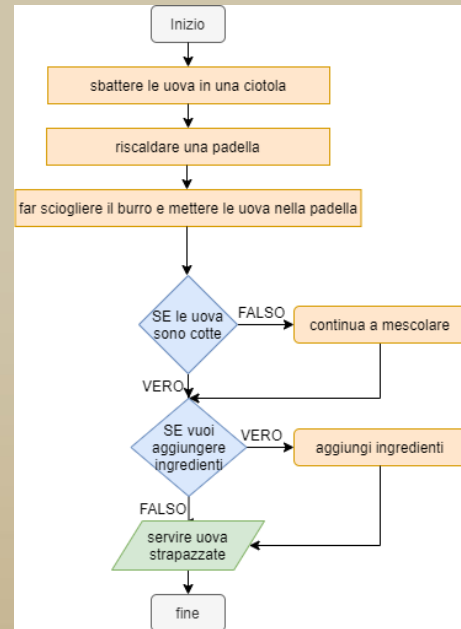 Inizio
sbattere le uova in una ciotola
riscaldare una padella
far sciogliere il burro e mettere le uova nella padella
SE le uova
sono cotte
FALSO
continua a mescolare
VERO
SE vuoi
aggiungere
ingredienti
VERO
aggiungi ingredienti
FALSO
servire uova
strapazzate
fine